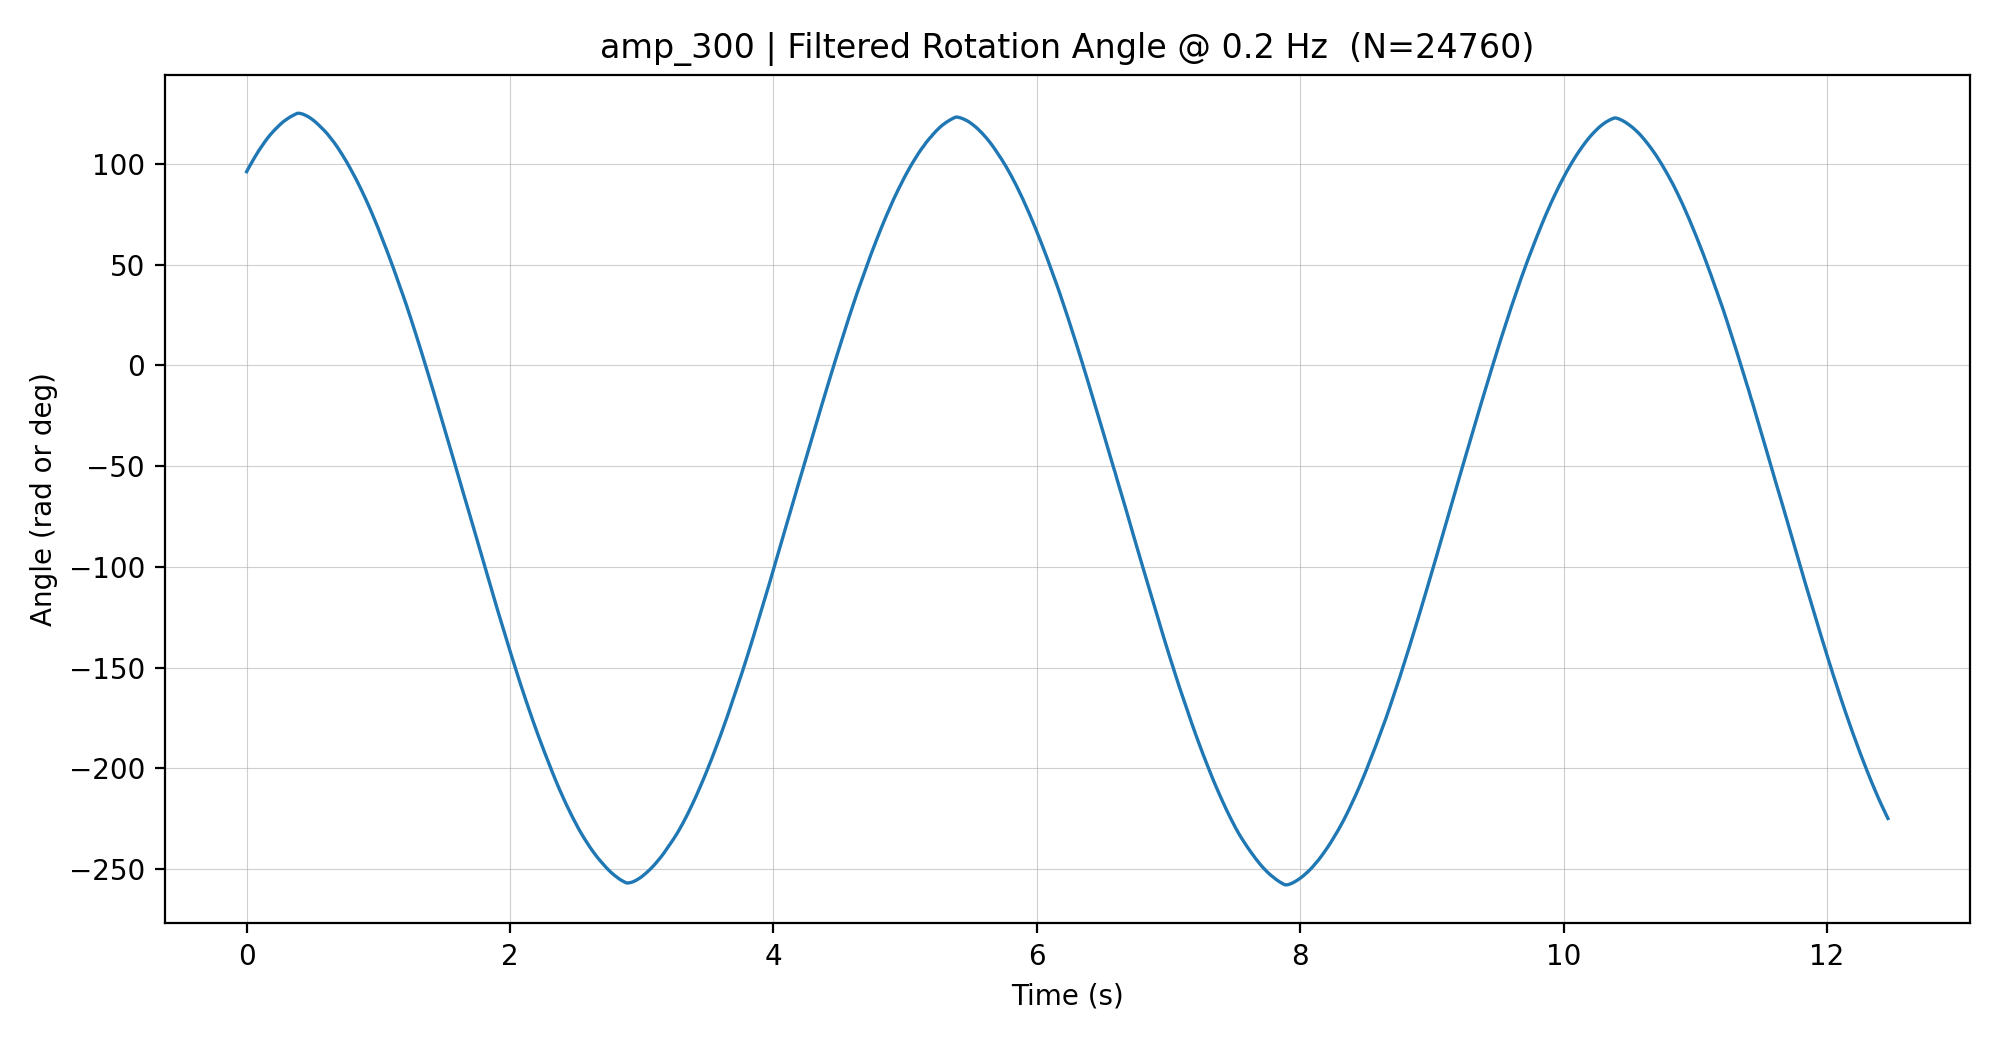 amp_300 | Filtered Rotation Angle @ 0.2 Hz  (N=24760)
Angle (rad or deg)
100
50
0
−50
−100
−150
−200
−250
0 2 4 6 8 10 12
Time (s)